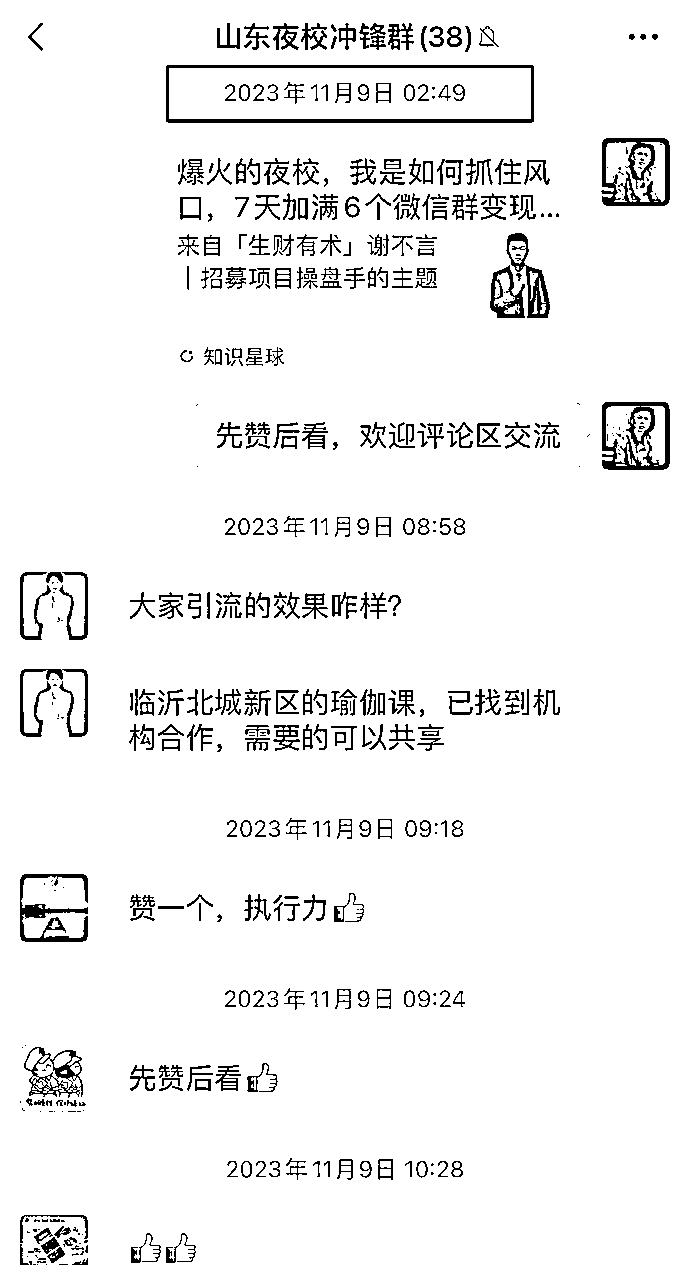 山东夜校冲锋群(38)
2023年11月9日 02:49
爆火的夜校，我是如何抓住风
口，7天加满6个微信群变现...
来自「生财有术」谢不言
｜招募项目操盘手的主题
知识星球
先赞后看，欢迎评论区交流
2023年11月9日 08:58
大家引流的效果咋样？
临沂北城新区的瑜伽课，已找到机
构合作，需要的可以共享
2023年11月9日 09:18
赞一个，执行力👍
2023年11月9日 09:24
先赞后看👍
2023年11月9日 10:28
👍👍